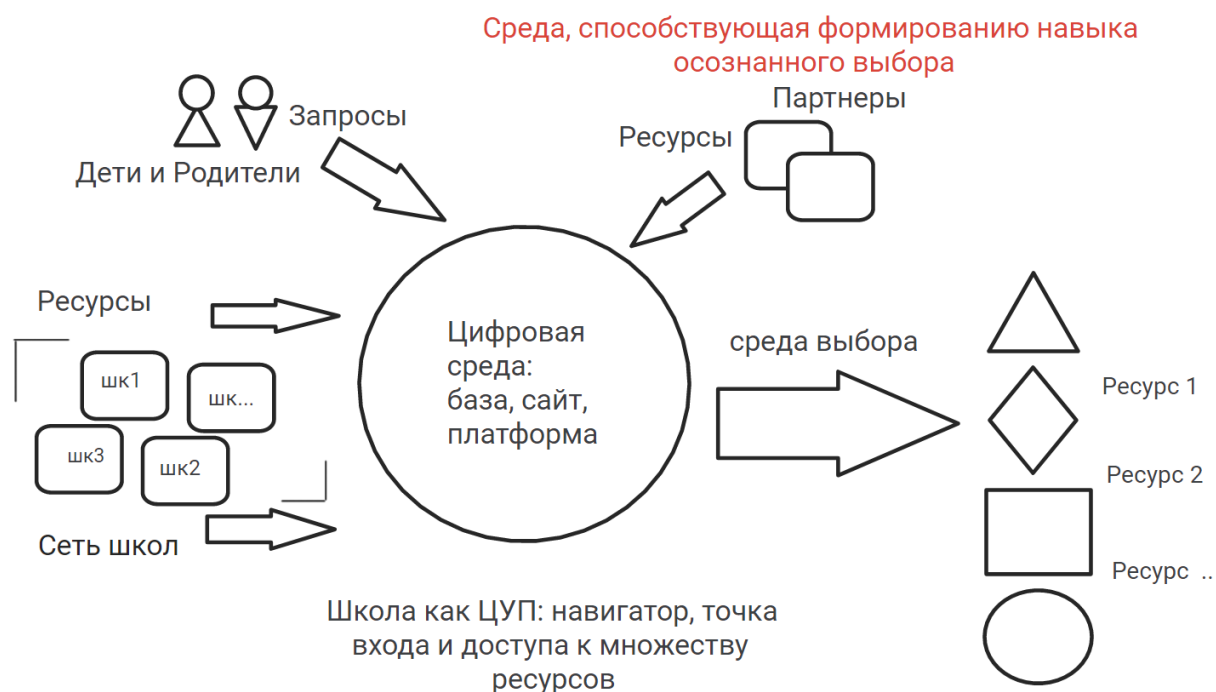 Среда, способствующая формированию навыка
осознанного выбора
Партнеры
Запросы
Ресурсы
Дети и Родители
Ресурсы
шк1
шк...
шк3
шк2
Сеть школ
Цифровая
среда:
база, сайт,
платформа
среда выбора
Ресурс 1
Ресурс 2
Ресурс ..
Школа как ЦУП: навигатор, точка
входа и доступа к множеству
ресурсов